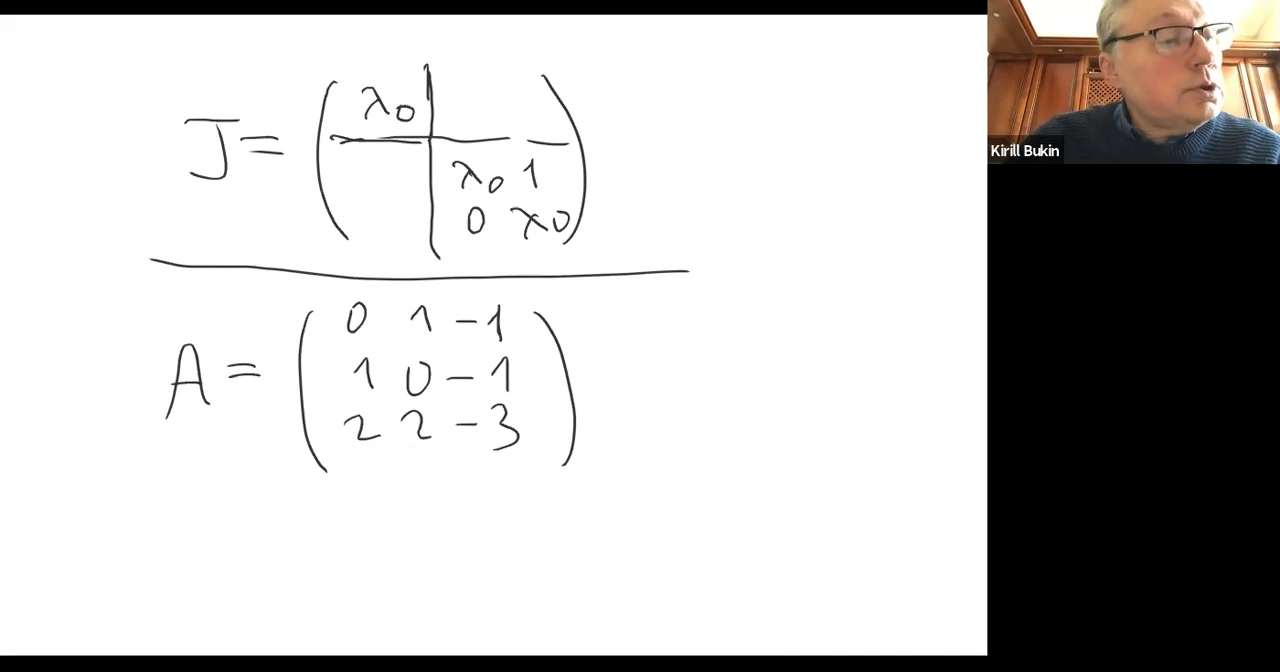 J = ( λ0 | )
( | λ0 1 )
( | 0 λ0 )
A = ( 0 1 -1 )
( 1 0 -1 )
( 2 2 -3 )
Kirill Bukin